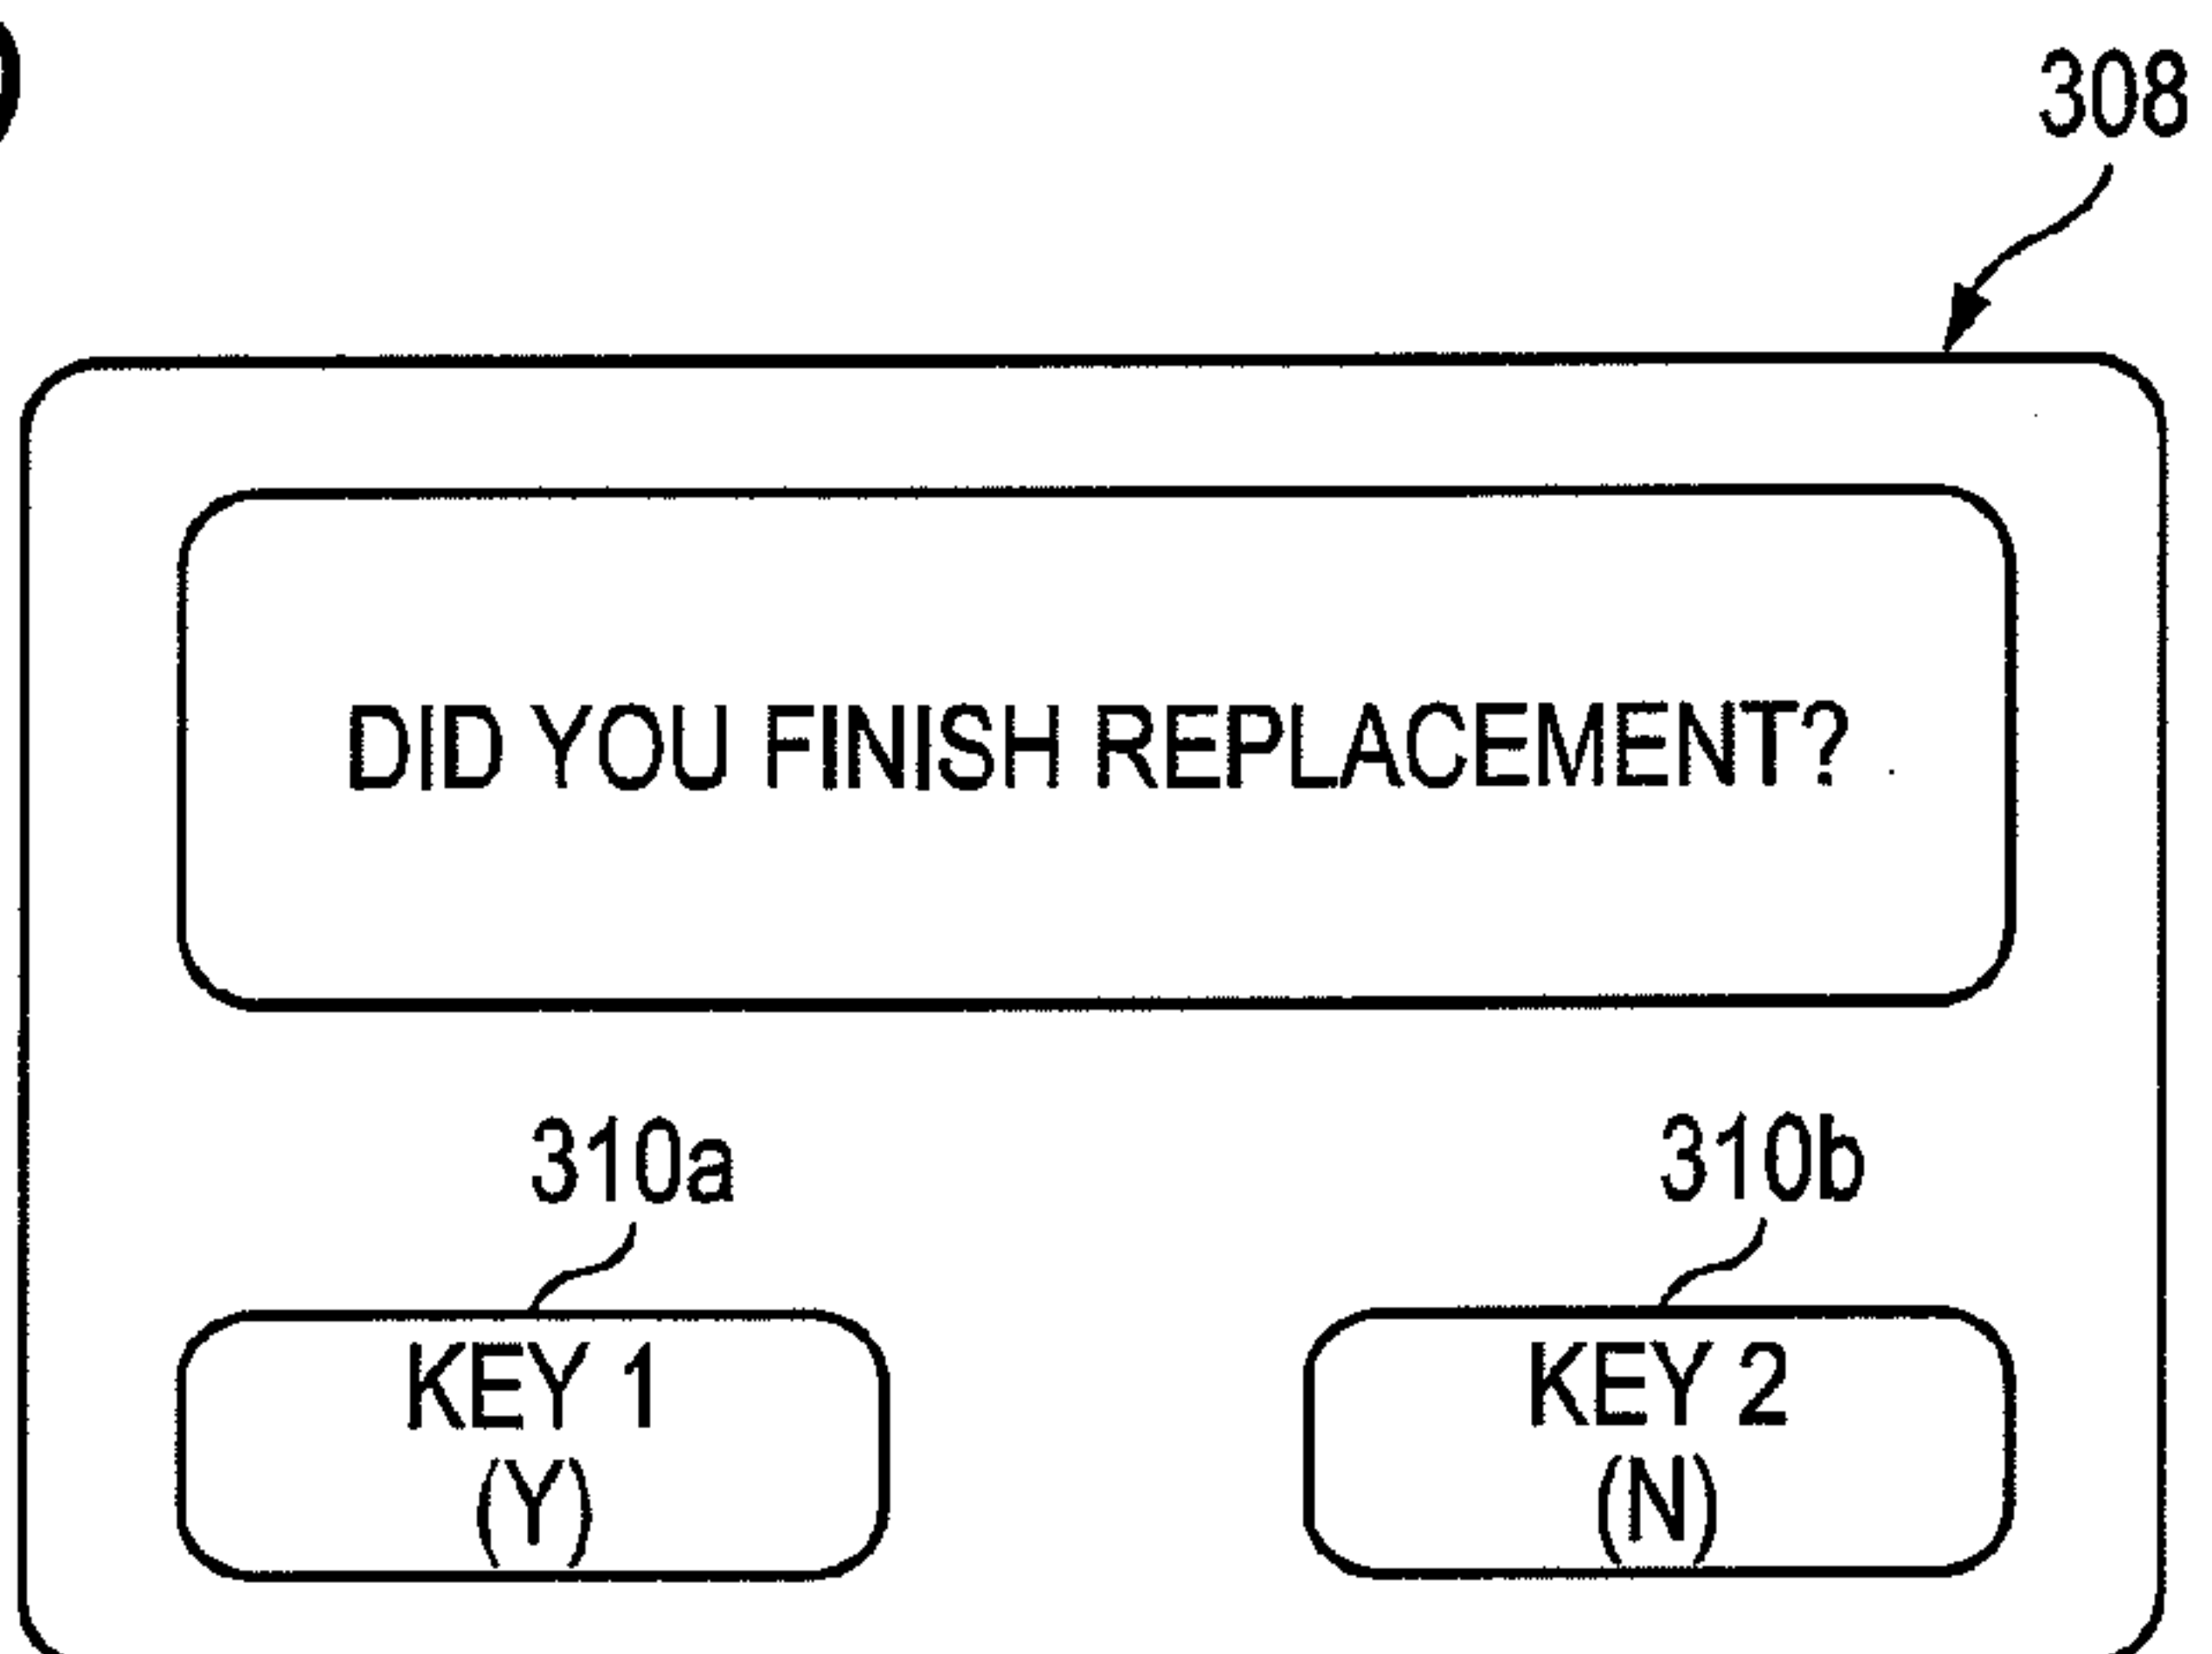 308
DID YOU FINISH REPLACEMENT?
310a 310b
KEY 1 KEY 2
(Y) (N)